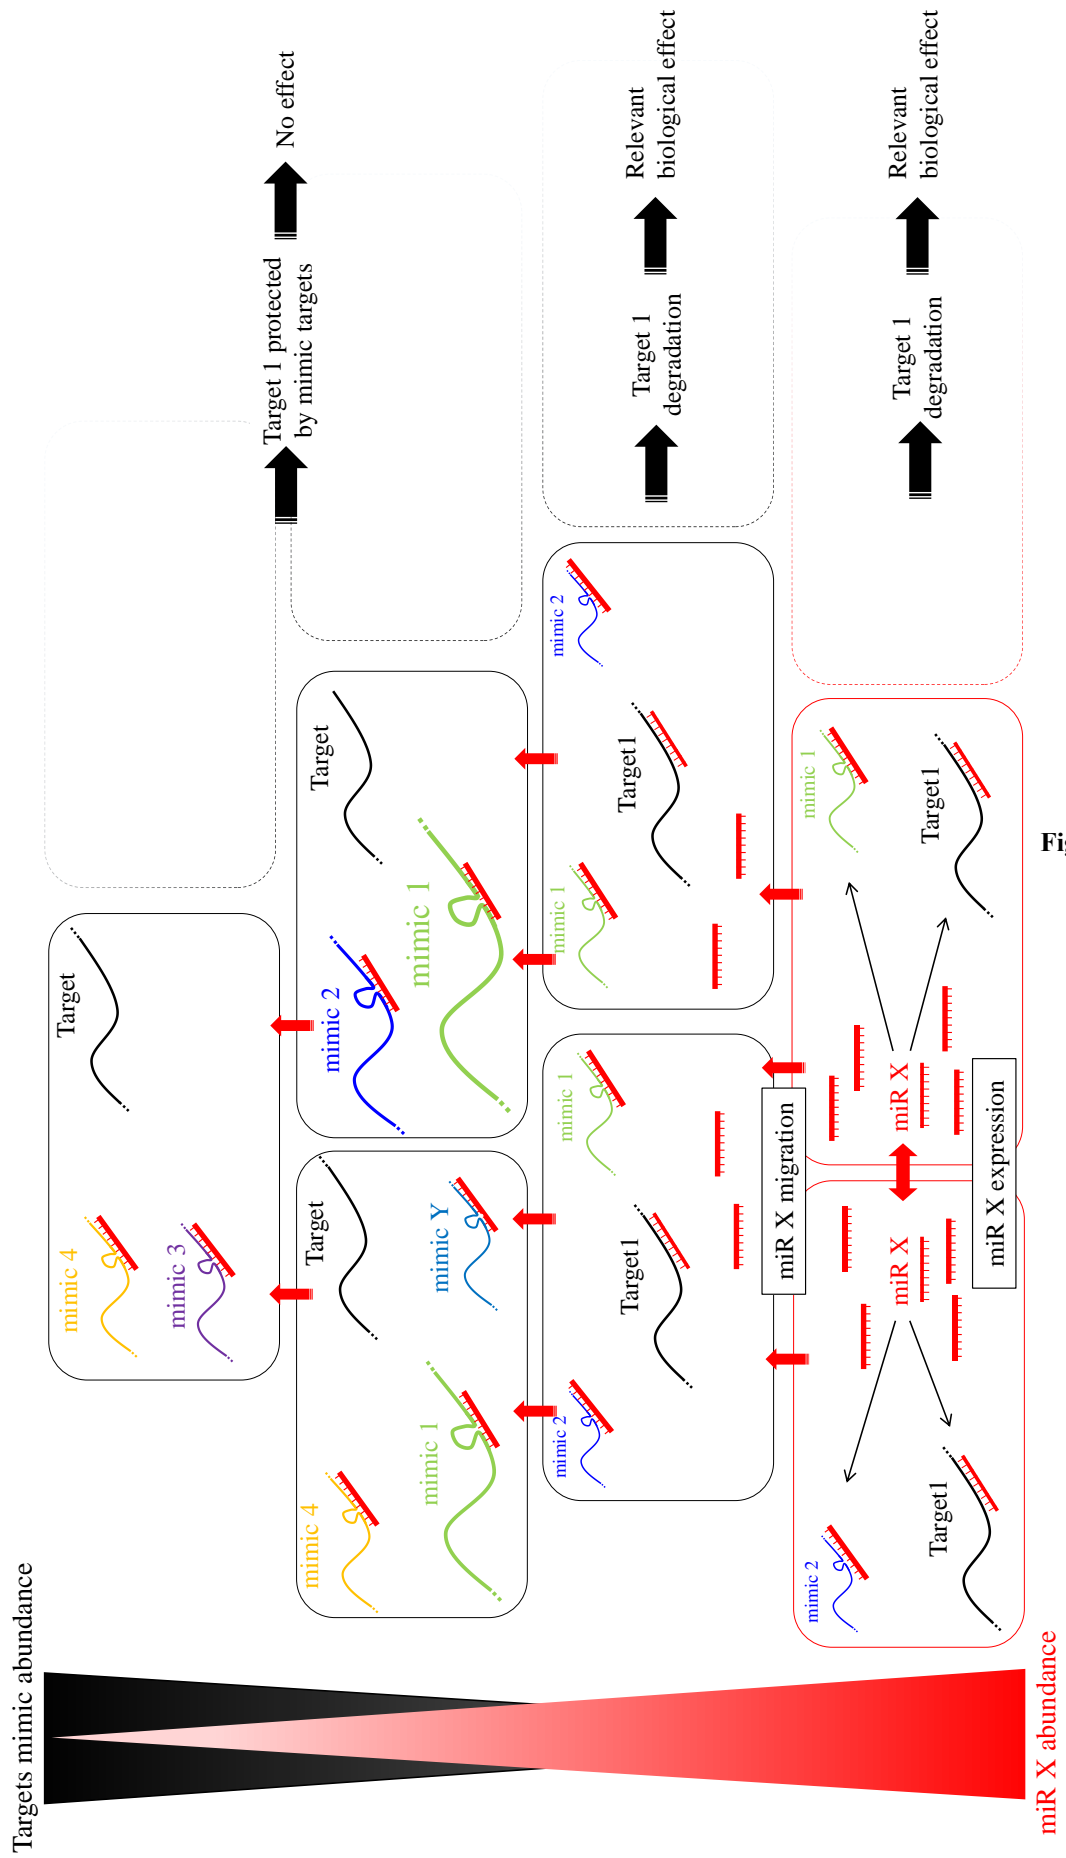 Targets mimic abundance
miR X abundance
mimic 4
mimic 3
Target
mimic 4
mimic 1
mimic Y
Target
mimic 2
mimic 1
Target
Target 1 protected
by mimic targets
No effect
mimic 2
Target1
mimic 1
mimic 1
Target1
mimic 2
Target 1
degradation
Relevant
biological effect
miR X migration
mimic 2
Target1
miR X
miR X
mimic 1
Target1
miR X expression
Target 1
degradation
Relevant
biological effect
Fig